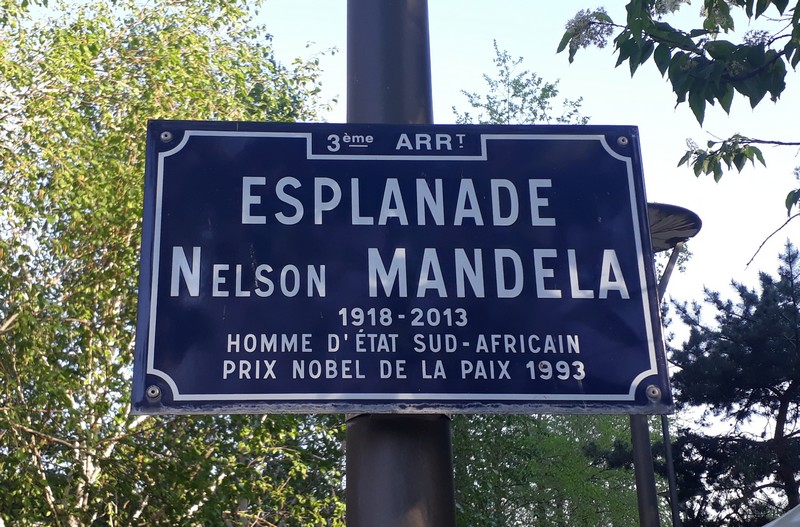 3ème ARRT
ESPLANADE
NELSON MANDELA
1918-2013
HOMME D'ÉTAT SUD-AFRICAIN
PRIX NOBEL DE LA PAIX 1993